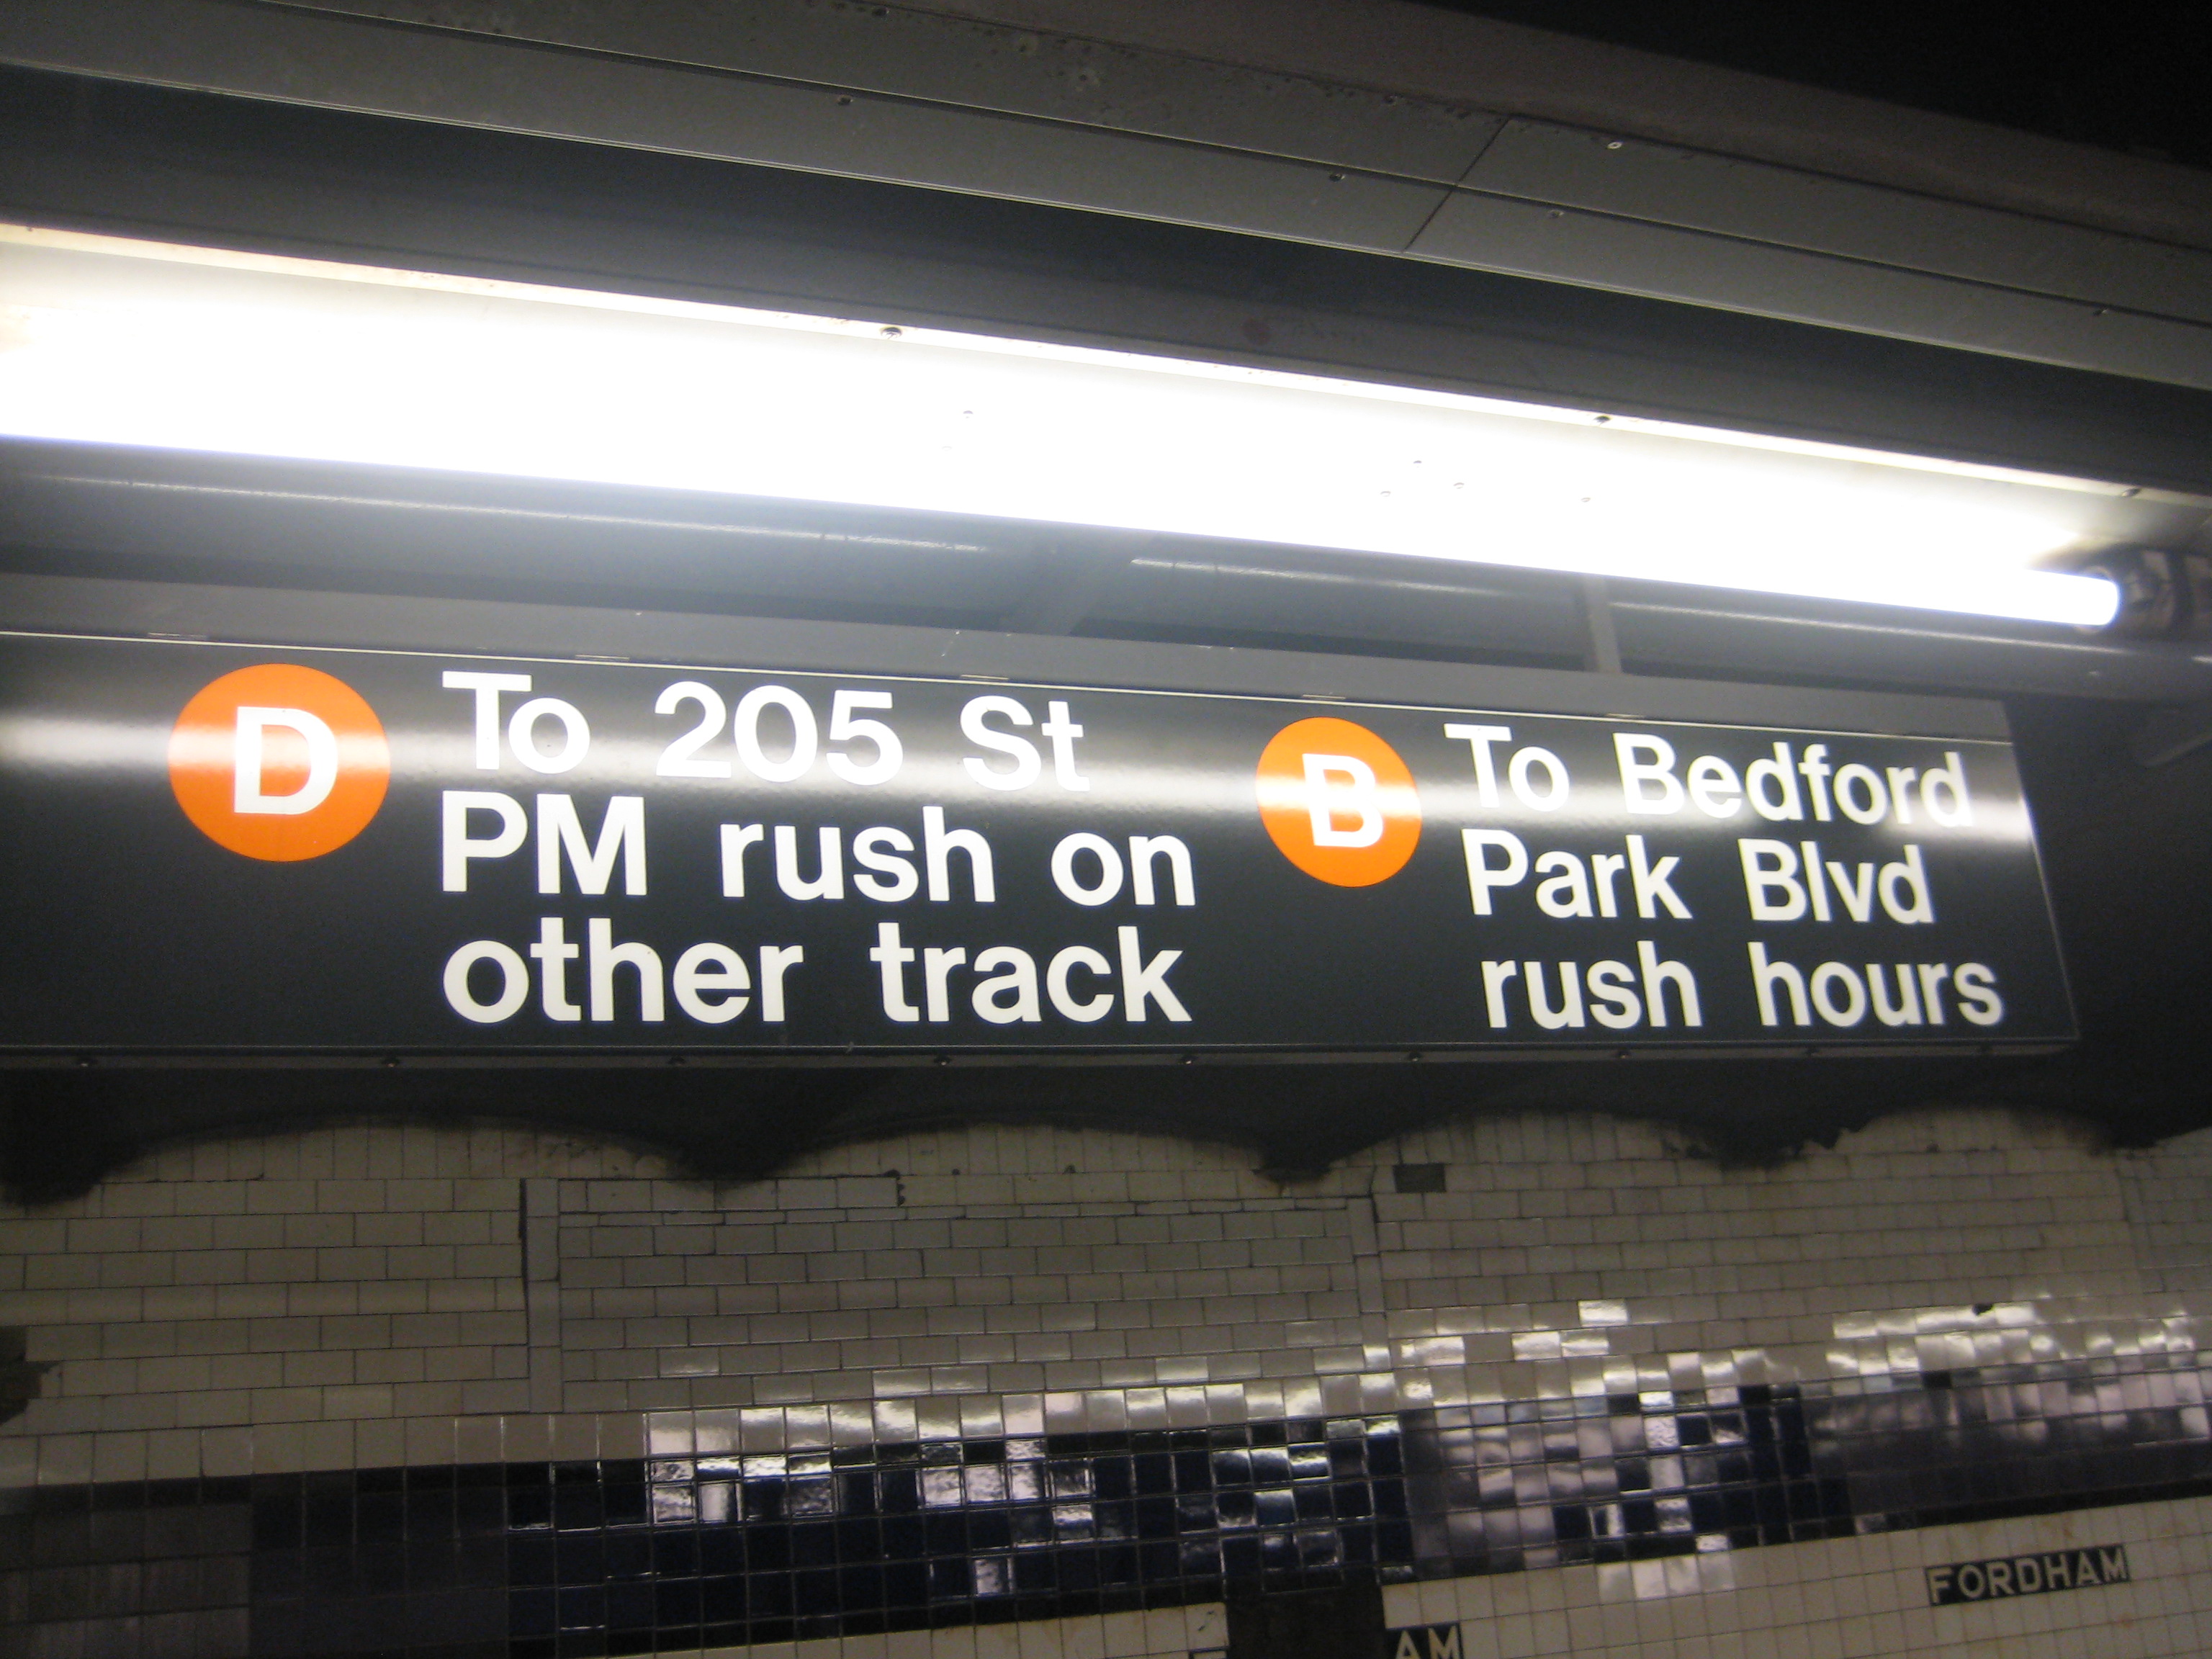 D To 205 St
PM rush on
other track
B To Bedford
Park Blvd
rush hours
FORDHAM
AM